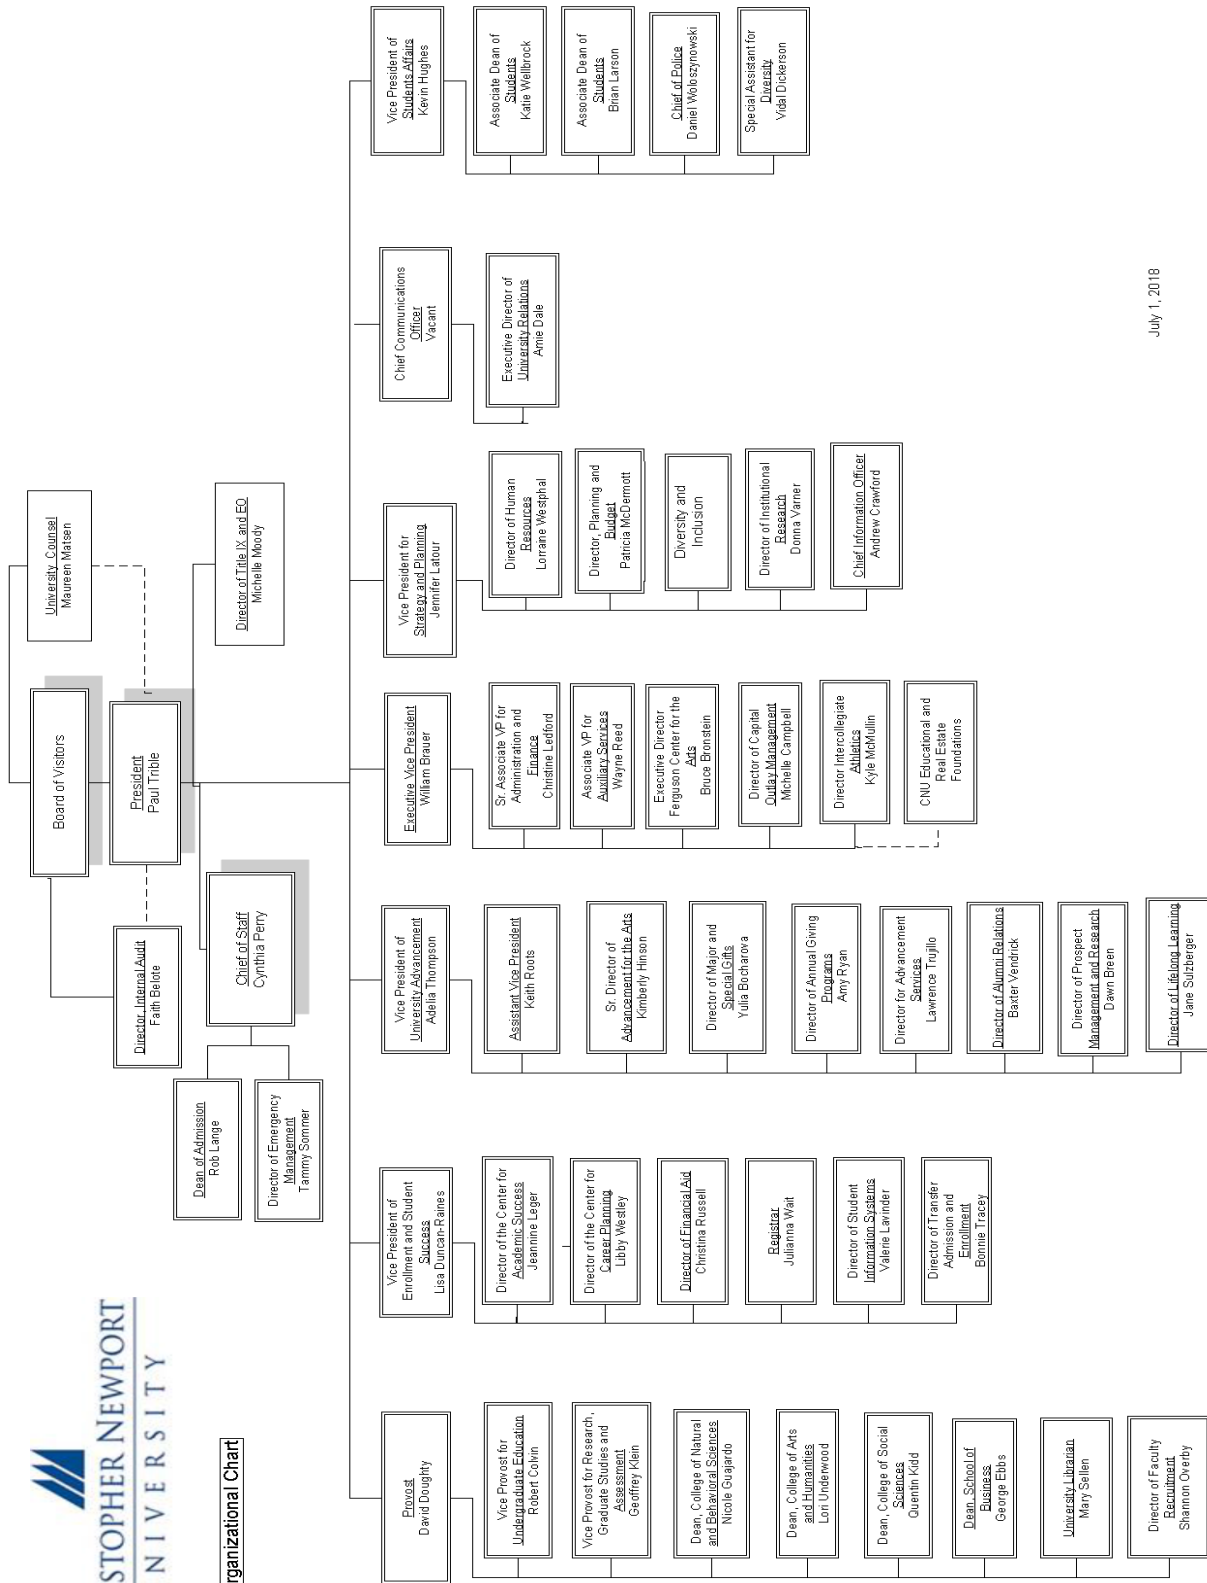 STOPHER NEWPORT
NIVERSITY
rganizational Chart
Board of Visitors
University Counsel
Maureen Matsen
President
Paul Trible
Director, Internal Audit
Faith Belote
Director of Title IX and EO
Michelle Moody
Chief of Staff
Cynthia Perry
Dean of Admission
Rob Lange
Director of Emergency
Management
Tammy Sommer
Provost
David Doughty
Vice Provost for
Undergraduate Education
Robert Colvin
Vice Provost for Research,
Graduate Studies and
Assessment
Geoffrey Klein
Dean, College of Natural
and Behavioral Sciences
Nicole Guajardo
Dean, College of Arts
and Humanities
Lori Underwood
Dean, College of Social
Sciences
Quentin Kidd
Dean, School of
Business
George Ebbs
University Librarian
Mary Sellen
Director of Faculty
Recruitment
Shannon Overby
Vice President of
Enrollment and Student
Success
Lisa Duncan-Raines
Director of the Center for
Academic Success
Jeannine Leger
Director of the Center for
Career Planning
Libby Westley
Director of Financial Aid
Christina Russell
Registrar
Julianna Wait
Director of Student
Information Systems
Valerie Lavinder
Director of Transfer
Admission and
Enrollment
Bonnie Tracey
Vice President of
University Advancement
Adelia Thompson
Assistant Vice President
Keith Roots
Sr. Director of
Advancement for the Arts
Kimberly Hinson
Director of Major and
Special Gifts
Yulia Bocharova
Director of Annual Giving
Programs
Amy Ryan
Director for Advancement
Services
Lawrence Trujillo
Director of Alumni Relations
Baxter Vendrick
Director of Prospect
Management and Research
Dawn Breen
Director of Lifelong Learning
Jane Sulzberger
Executive Vice President
William Brauer
Sr. Associate VP for
Administration and
Finance
Christine Ledford
Associate VP for
Auxiliary Services
Wayne Reed
Executive Director
Ferguson Center for the
Arts
Bruce Bronstein
Director of Capital
Outlay Management
Michelle Campbell
Director Intercollegiate
Athletics
Kyle McMullin
CNU Educational and
Real Estate
Foundations
Vice President for
Strategy and Planning
Jennifer Latour
Director of Human
Resources
Lorraine Westphal
Director, Planning and
Budget
Patricia McDermott
Diversity and
Inclusion
Director of Institutional
Research
Donna Varner
Chief Information Officer
Andrew Crawford
Chief Communications
Officer
Vacant
Executive Director of
University Relations
Amie Dale
Vice President of
Students Affairs
Kevin Hughes
Associate Dean of
Students
Katie Wellbrock
Associate Dean of
Students
Brian Larson
Chief of Police
Daniel Woloszynowski
Special Assistant for
Diversity
Vidal Dickerson
July 1, 2018